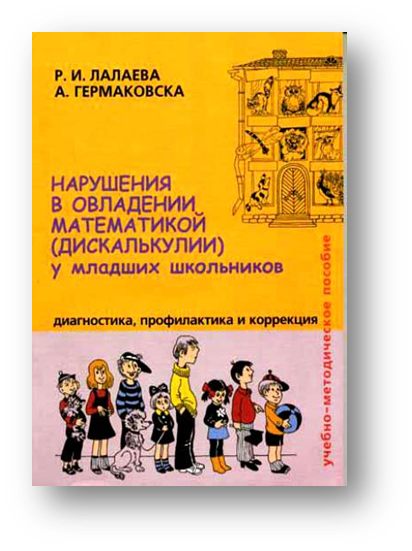 Р. И. ЛАЛАЕВА
А. ГЕРМАКОВСКА
НАРУШЕНИЯ
В ОВЛАДЕНИИ
МАТЕМАТИКОЙ
(ДИСКАЛЬКУЛИИ)
у младших школьников
диагностика, профилактика и коррекция
учебно-методическое пособие